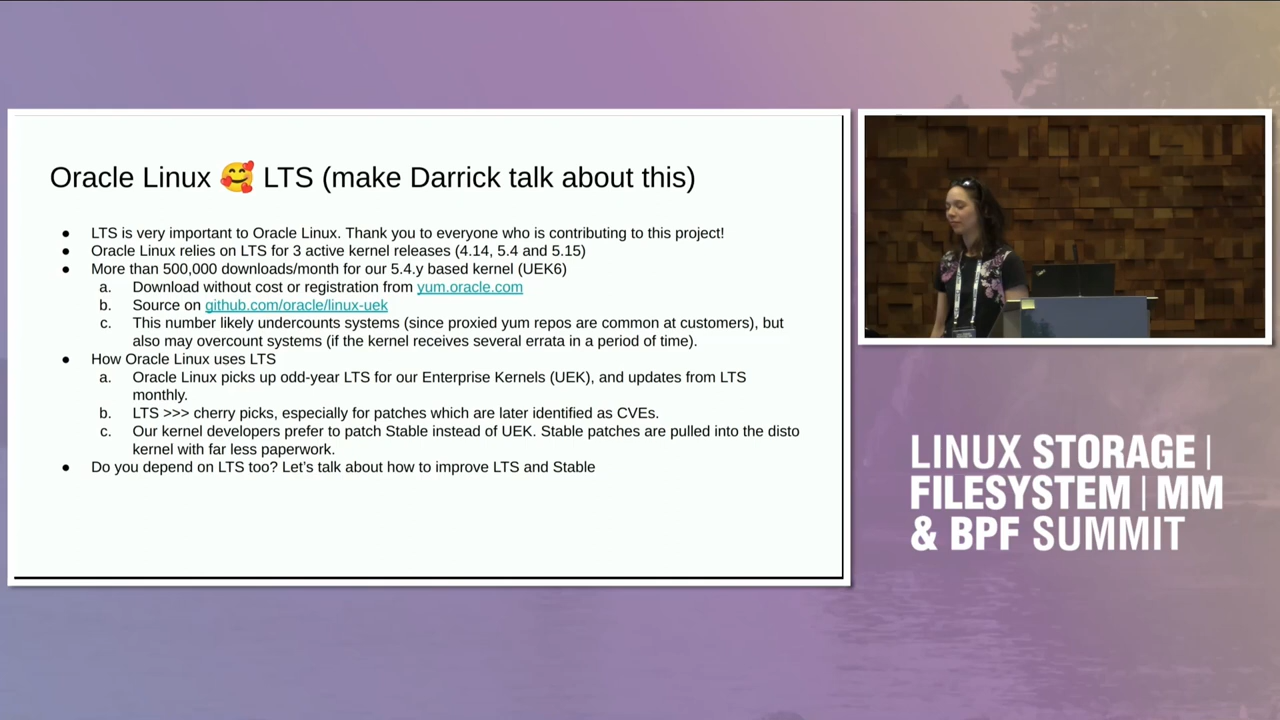 Oracle Linux 🥰 LTS (make Darrick talk about this)
● LTS is very important to Oracle Linux. Thank you to everyone who is contributing to this project!
● Oracle Linux relies on LTS for 3 active kernel releases (4.14, 5.4 and 5.15)
● More than 500,000 downloads/month for our 5.4.y based kernel (UEK6)
a. Download without cost or registration from yum.oracle.com
b. Source on github.com/oracle/linux-uek
c. This number likely undercounts systems (since proxied yum repos are common at customers), but
also may overcount systems (if the kernel receives several errata in a period of time).
● How Oracle Linux uses LTS
a. Oracle Linux picks up odd-year LTS for our Enterprise Kernels (UEK), and updates from LTS
monthly.
b. LTS >>> cherry picks, especially for patches which are later identified as CVEs.
c. Our kernel developers prefer to patch Stable instead of UEK. Stable patches are pulled into the disto
kernel with far less paperwork.
● Do you depend on LTS too? Let's talk about how to improve LTS and Stable
LINUX STORAGE |
FILESYSTEM | MM
& BPF SUMMIT